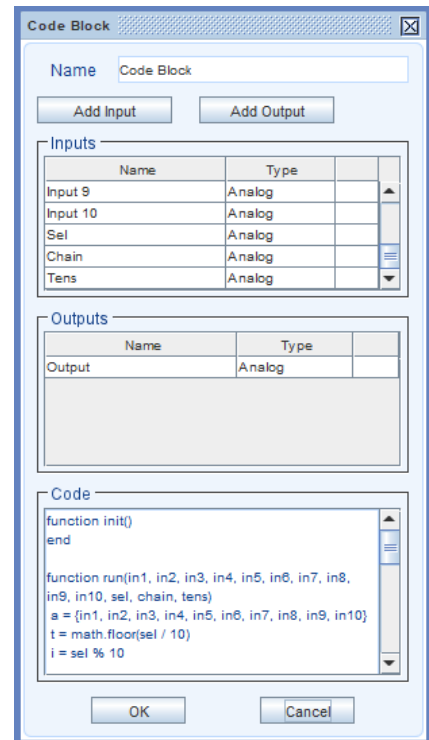 Code Block
Name Code Block
Add Input Add Output
Inputs
Name Type
Input 9 Analog
Input 10 Analog
Sel Analog
Chain Analog
Tens Analog
Outputs
Name Type
Output Analog
Code
function init()
end
function run(in1, in2, in3, in4, in5, in6, in7, in8,
in9, in10, sel, chain, tens)
a = {in1, in2, in3, in4, in5, in6, in7, in8, in9, in10}
t = math.floor(sel / 10)
i = sel % 10
OK Cancel